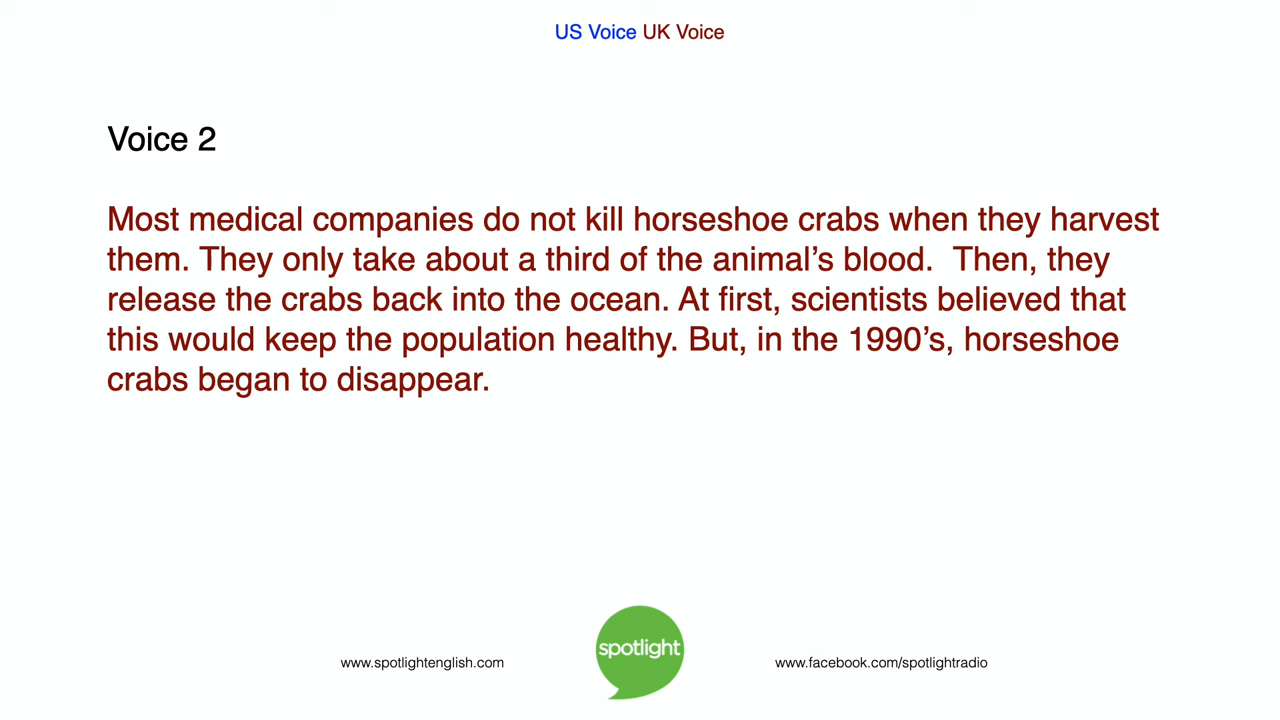 US Voice UK Voice
Voice 2
Most medical companies do not kill horseshoe crabs when they harvest
them. They only take about a third of the animal’s blood.  Then, they
release the crabs back into the ocean. At first, scientists believed that
this would keep the population healthy. But, in the 1990’s, horseshoe
crabs began to disappear.
www.spotlightenglish.com
spotlight
www.facebook.com/spotlightradio